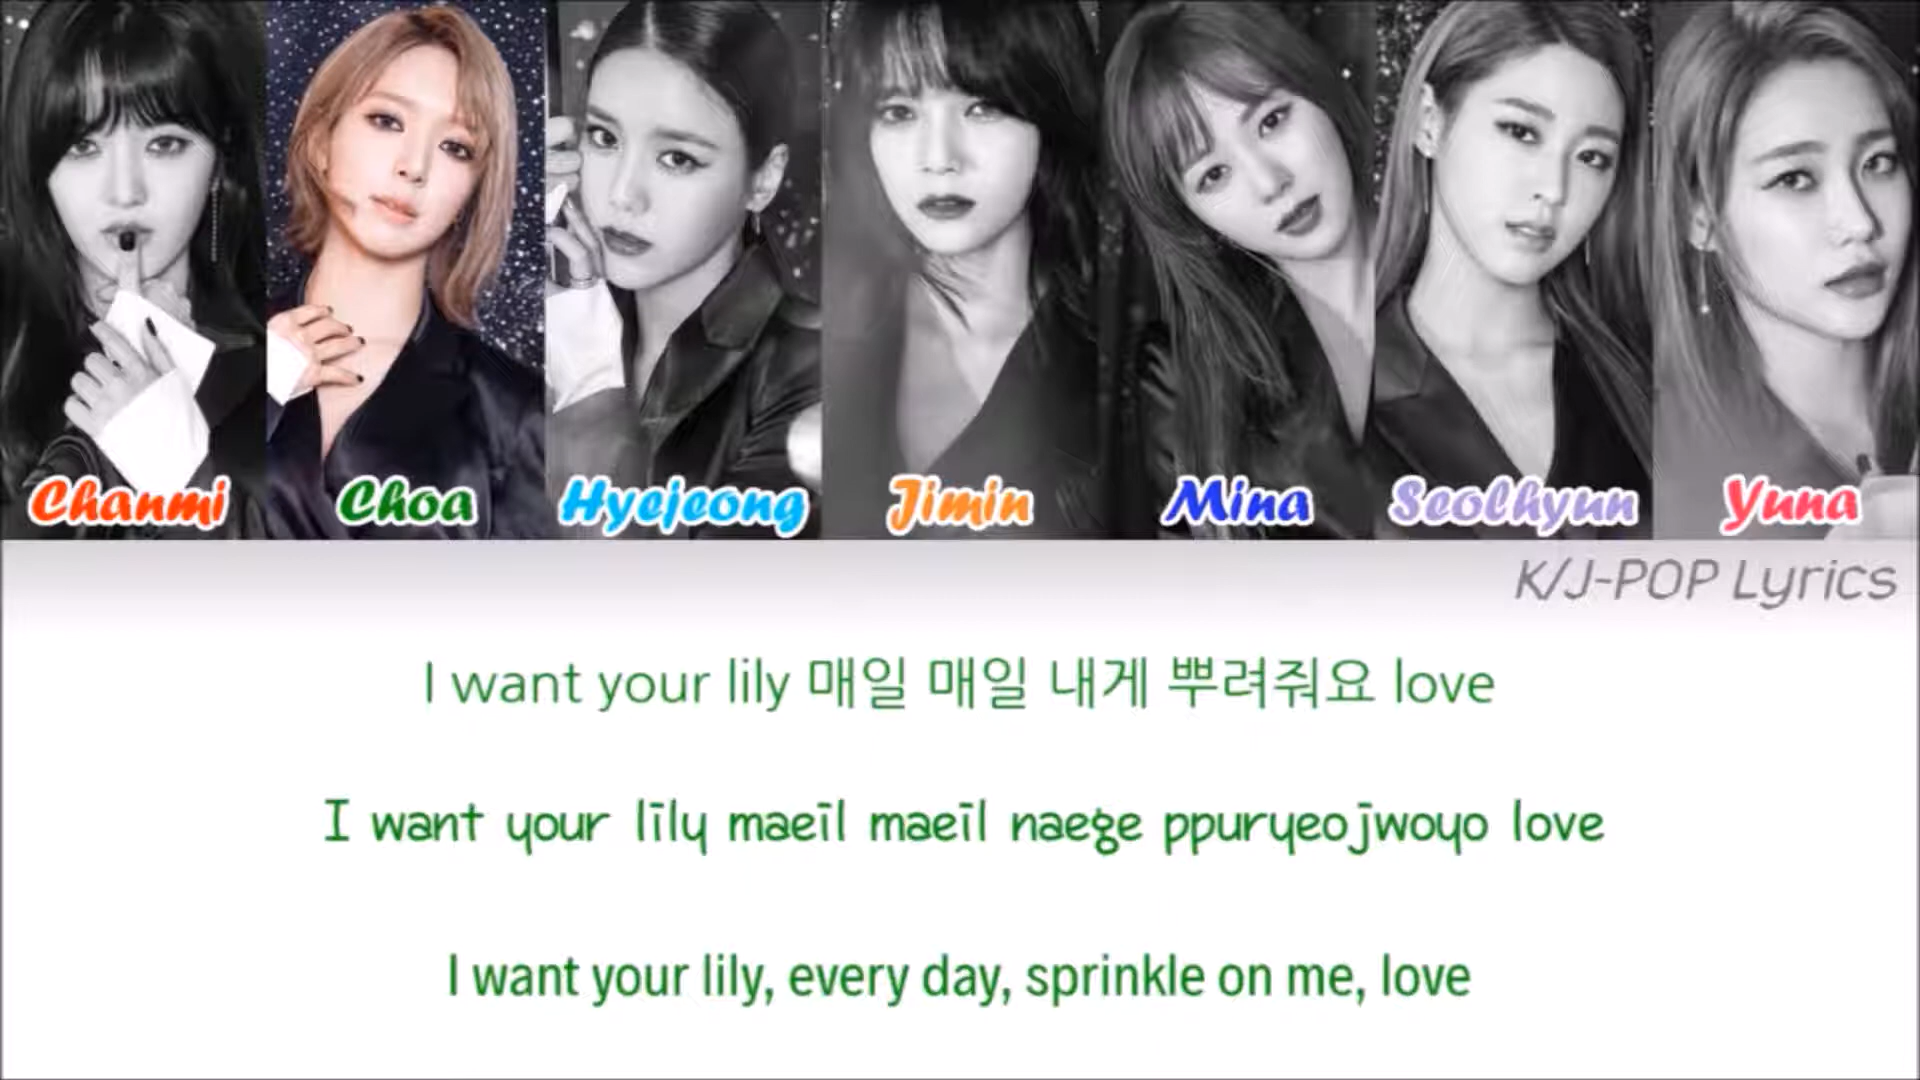 Chanmi Choa Hyejeong Jimin Mina Seolhyun Yuna
K/J-POP Lyrics
I want your lily 매일 매일 내게 뿌려줘요 love
I want your lily maeil maeil naege ppuryeojwoyo love
I want your lily, every day, sprinkle on me, love